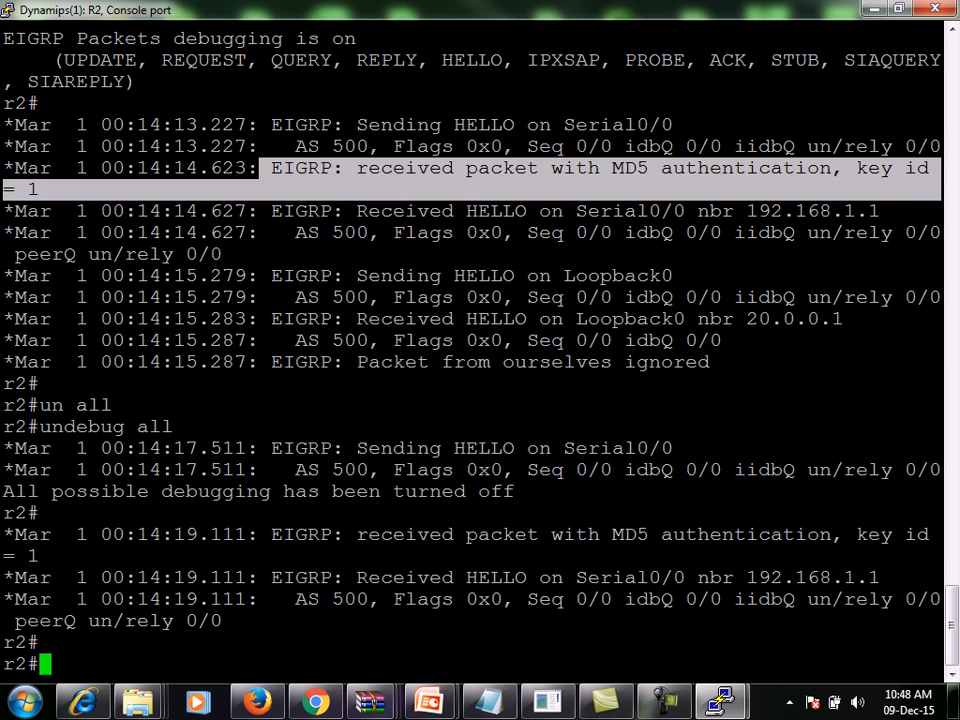 Dynamips(1): R2, Console port
EIGRP Packets debugging is on
(UPDATE, REQUEST, QUERY, REPLY, HELLO, IPXSAP, PROBE, ACK, STUB, SIAQUERY
, SIAREPLY)
r2#
*Mar  1 00:14:13.227: EIGRP: Sending HELLO on Serial0/0
*Mar  1 00:14:13.227:   AS 500, Flags 0x0, Seq 0/0 idbQ 0/0 iidbQ un/rely 0/0
*Mar  1 00:14:14.623: EIGRP: received packet with MD5 authentication, key id
= 1
*Mar  1 00:14:14.627: EIGRP: Received HELLO on Serial0/0 nbr 192.168.1.1
*Mar  1 00:14:14.627:   AS 500, Flags 0x0, Seq 0/0 idbQ 0/0 iidbQ un/rely 0/0
peerQ un/rely 0/0
*Mar  1 00:14:15.279: EIGRP: Sending HELLO on Loopback0
*Mar  1 00:14:15.279:   AS 500, Flags 0x0, Seq 0/0 idbQ 0/0 iidbQ un/rely 0/0
*Mar  1 00:14:15.283: EIGRP: Received HELLO on Loopback0 nbr 20.0.0.1
*Mar  1 00:14:15.287:   AS 500, Flags 0x0, Seq 0/0 idbQ 0/0
*Mar  1 00:14:15.287: EIGRP: Packet from ourselves ignored
r2#
r2#un all
r2#undebug all
*Mar  1 00:14:17.511: EIGRP: Sending HELLO on Serial0/0
*Mar  1 00:14:17.511:   AS 500, Flags 0x0, Seq 0/0 idbQ 0/0 iidbQ un/rely 0/0
All possible debugging has been turned off
r2#
*Mar  1 00:14:19.111: EIGRP: received packet with MD5 authentication, key id
= 1
*Mar  1 00:14:19.111: EIGRP: Received HELLO on Serial0/0 nbr 192.168.1.1
*Mar  1 00:14:19.111:   AS 500, Flags 0x0, Seq 0/0 idbQ 0/0 iidbQ un/rely 0/0
peerQ un/rely 0/0
r2#
r2#
10:48 AM
09-Dec-15